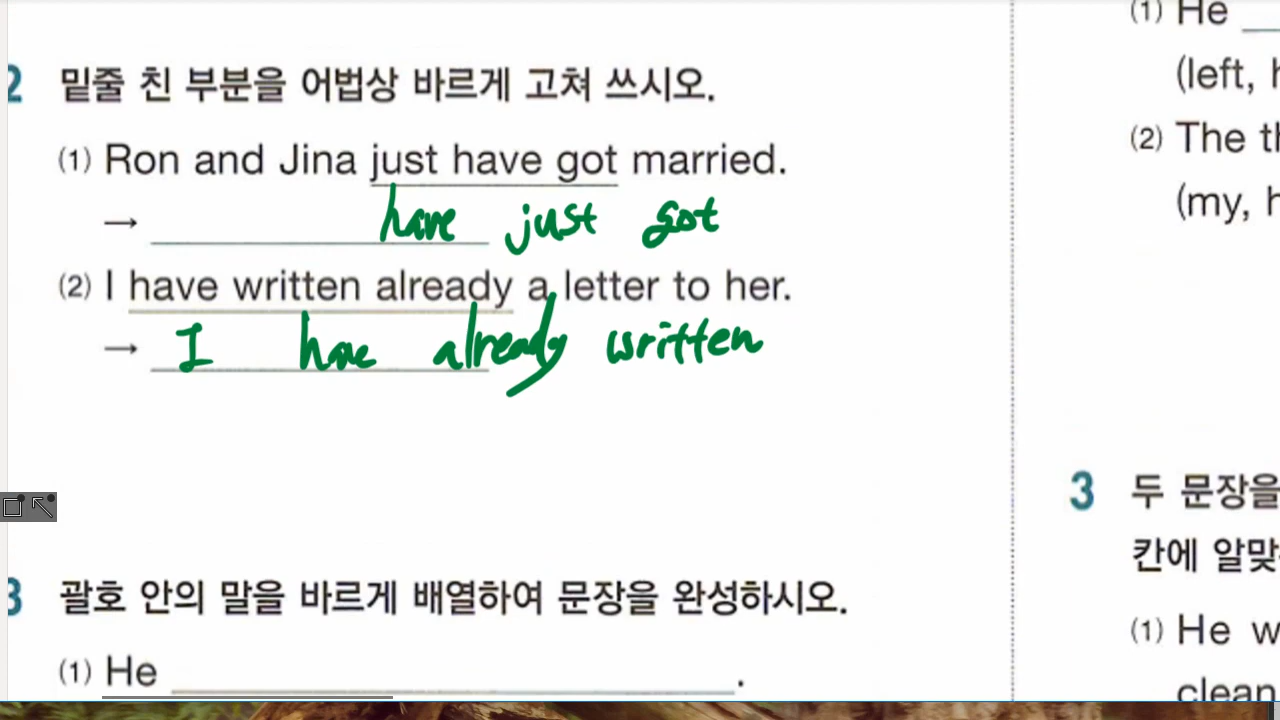 2 밑줄 친 부분을 어법상 바르게 고쳐 쓰시오.
(1) Ron and Jina just have got married.
→ have just got
(2) I have written already a letter to her.
→ I have already written
3 괄호 안의 말을 바르게 배열하여 문장을 완성하시오.
(1) He .
(1) He
(left, h
(2) The th
(my, h
3 두 문장을
칸에 알맞
(1) He w
clean